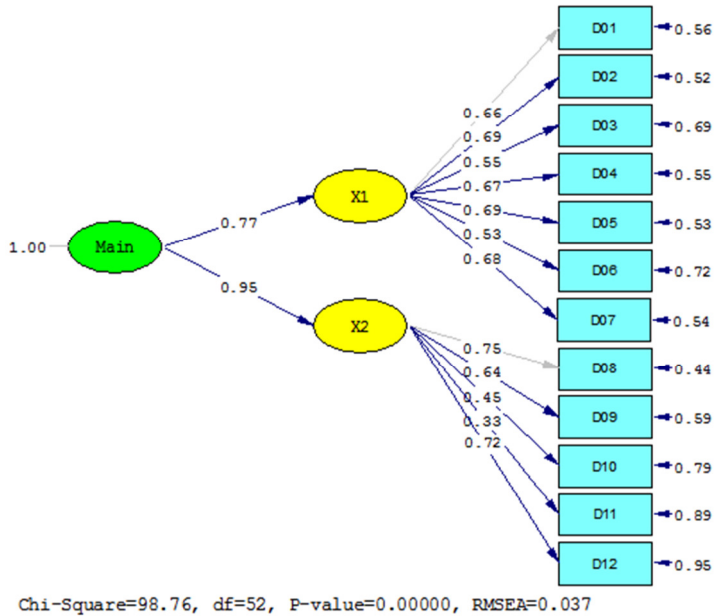 D01
0.56
D02
0.52
D03
0.69
D04
0.55
D05
0.53
D06
0.72
D07
0.54
D08
0.44
D09
0.59
D10
0.79
D11
0.89
D12
0.95
0.66
0.69
0.55
0.67
0.69
0.53
0.68
X1
0.77
1.00
Main
0.95
X2
0.75
0.64
0.45
0.33
0.72
Chi-Square=98.76, df=52, P-value=0.00000, RMSEA=0.037